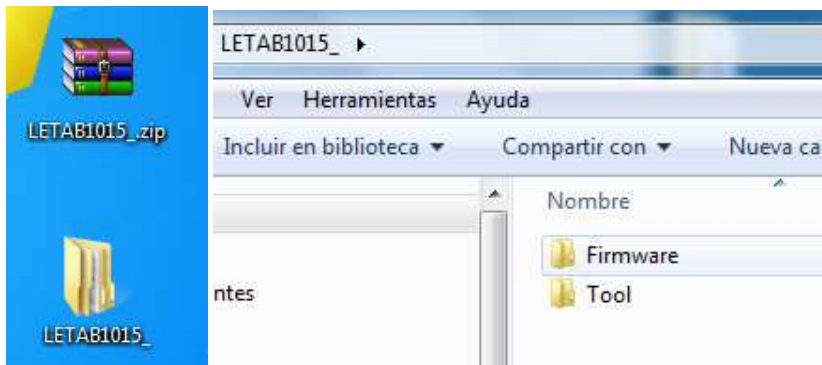 LETAB1015_.zip
LETAB1015_
LETAB1015_
Ver Herramientas Ayuda
Incluir en biblioteca Compartir con Nueva ca
Nombre
Firmware
ntes
Tool